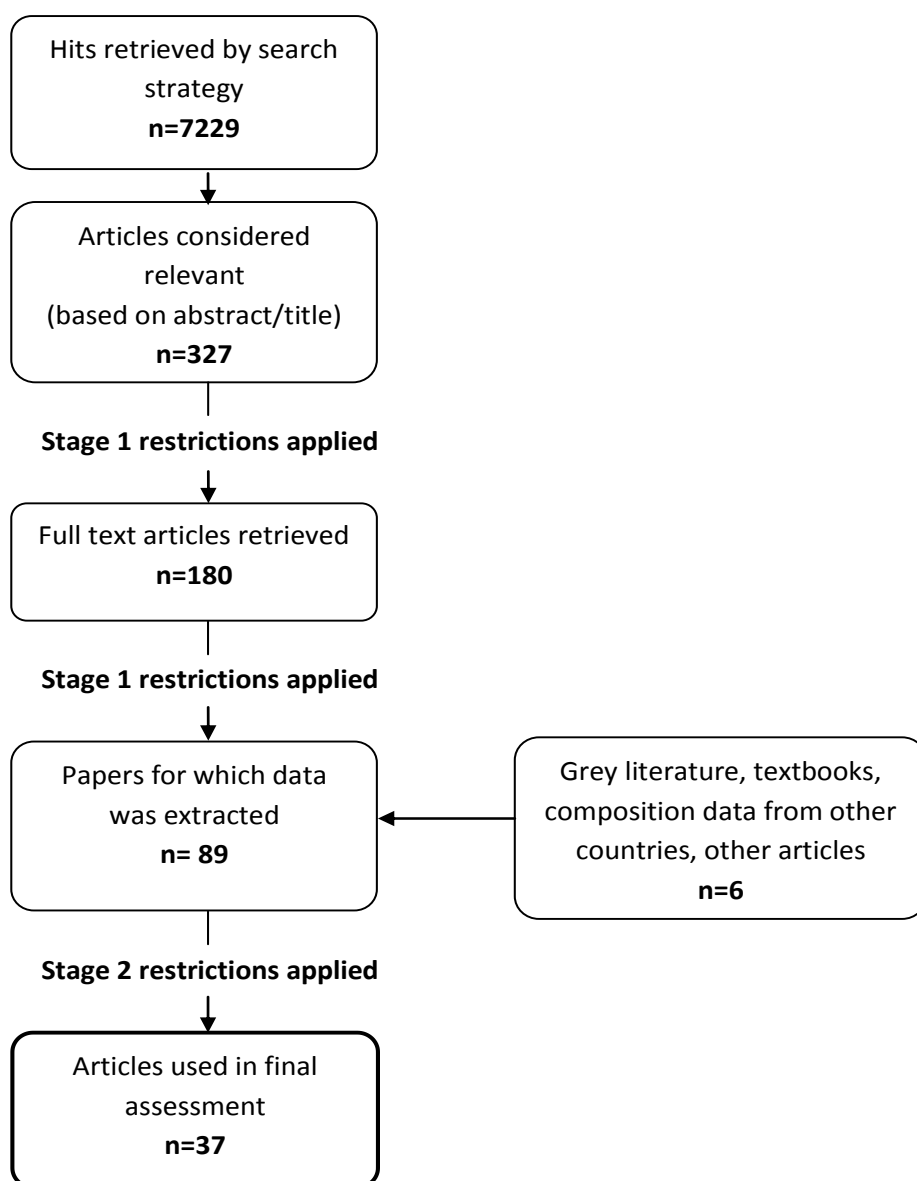 Hits retrieved by search
strategy
n=7229
Articles considered
relevant
(based on abstract/title)
n=327
Stage 1 restrictions applied
Full text articles retrieved
n=180
Stage 1 restrictions applied
Papers for which data
was extracted
n= 89
Grey literature, textbooks,
composition data from other
countries, other articles
n=6
Stage 2 restrictions applied
Articles used in final
assessment
n=37